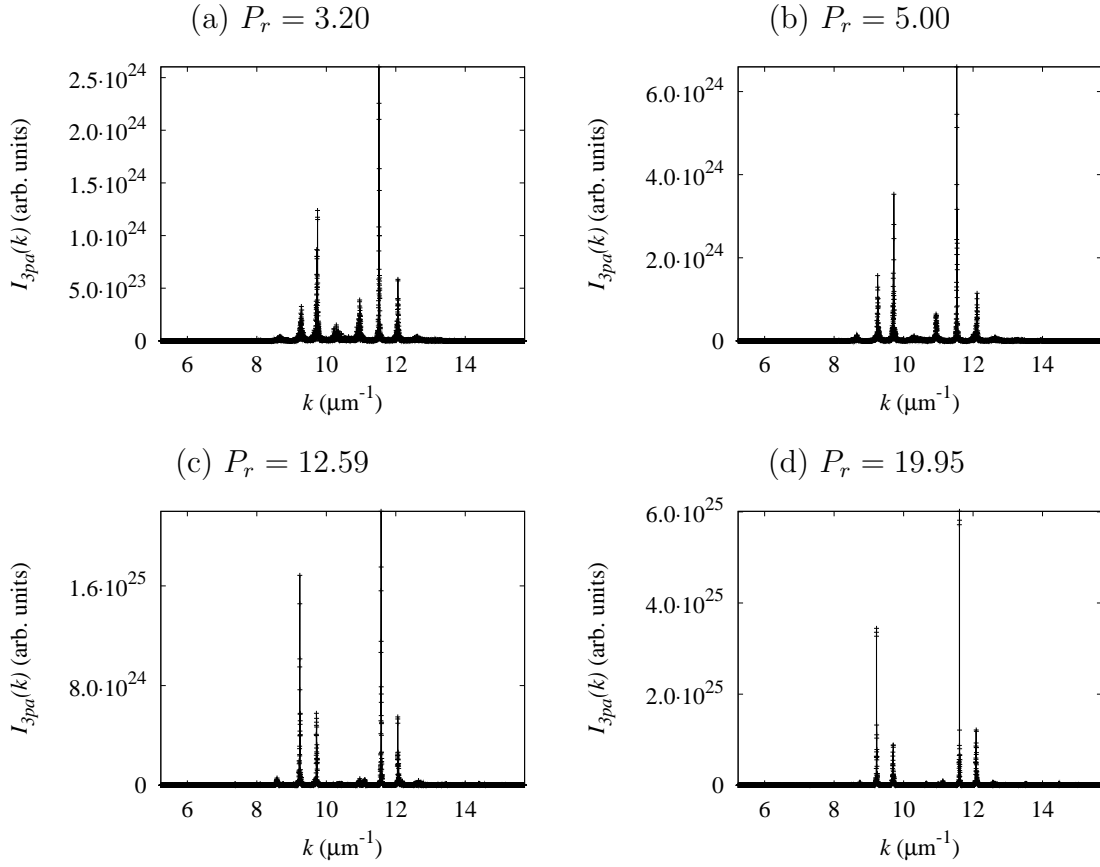 (a) P_r = 3.20
2.5·10^24
2.0·10^24
1.5·10^24
1.0·10^24
5.0·10^23
0
I_3pa(k) (arb. units)
6 8 10 12 14
k (μm^-1)
(b) P_r = 5.00
6.0·10^24
4.0·10^24
2.0·10^24
0
I_3pa(k) (arb. units)
6 8 10 12 14
k (μm^-1)
(c) P_r = 12.59
1.6·10^25
8.0·10^24
0
I_3pa(k) (arb. units)
6 8 10 12 14
k (μm^-1)
(d) P_r = 19.95
6.0·10^25
4.0·10^25
2.0·10^25
0
I_3pa(k) (arb. units)
6 8 10 12 14
k (μm^-1)